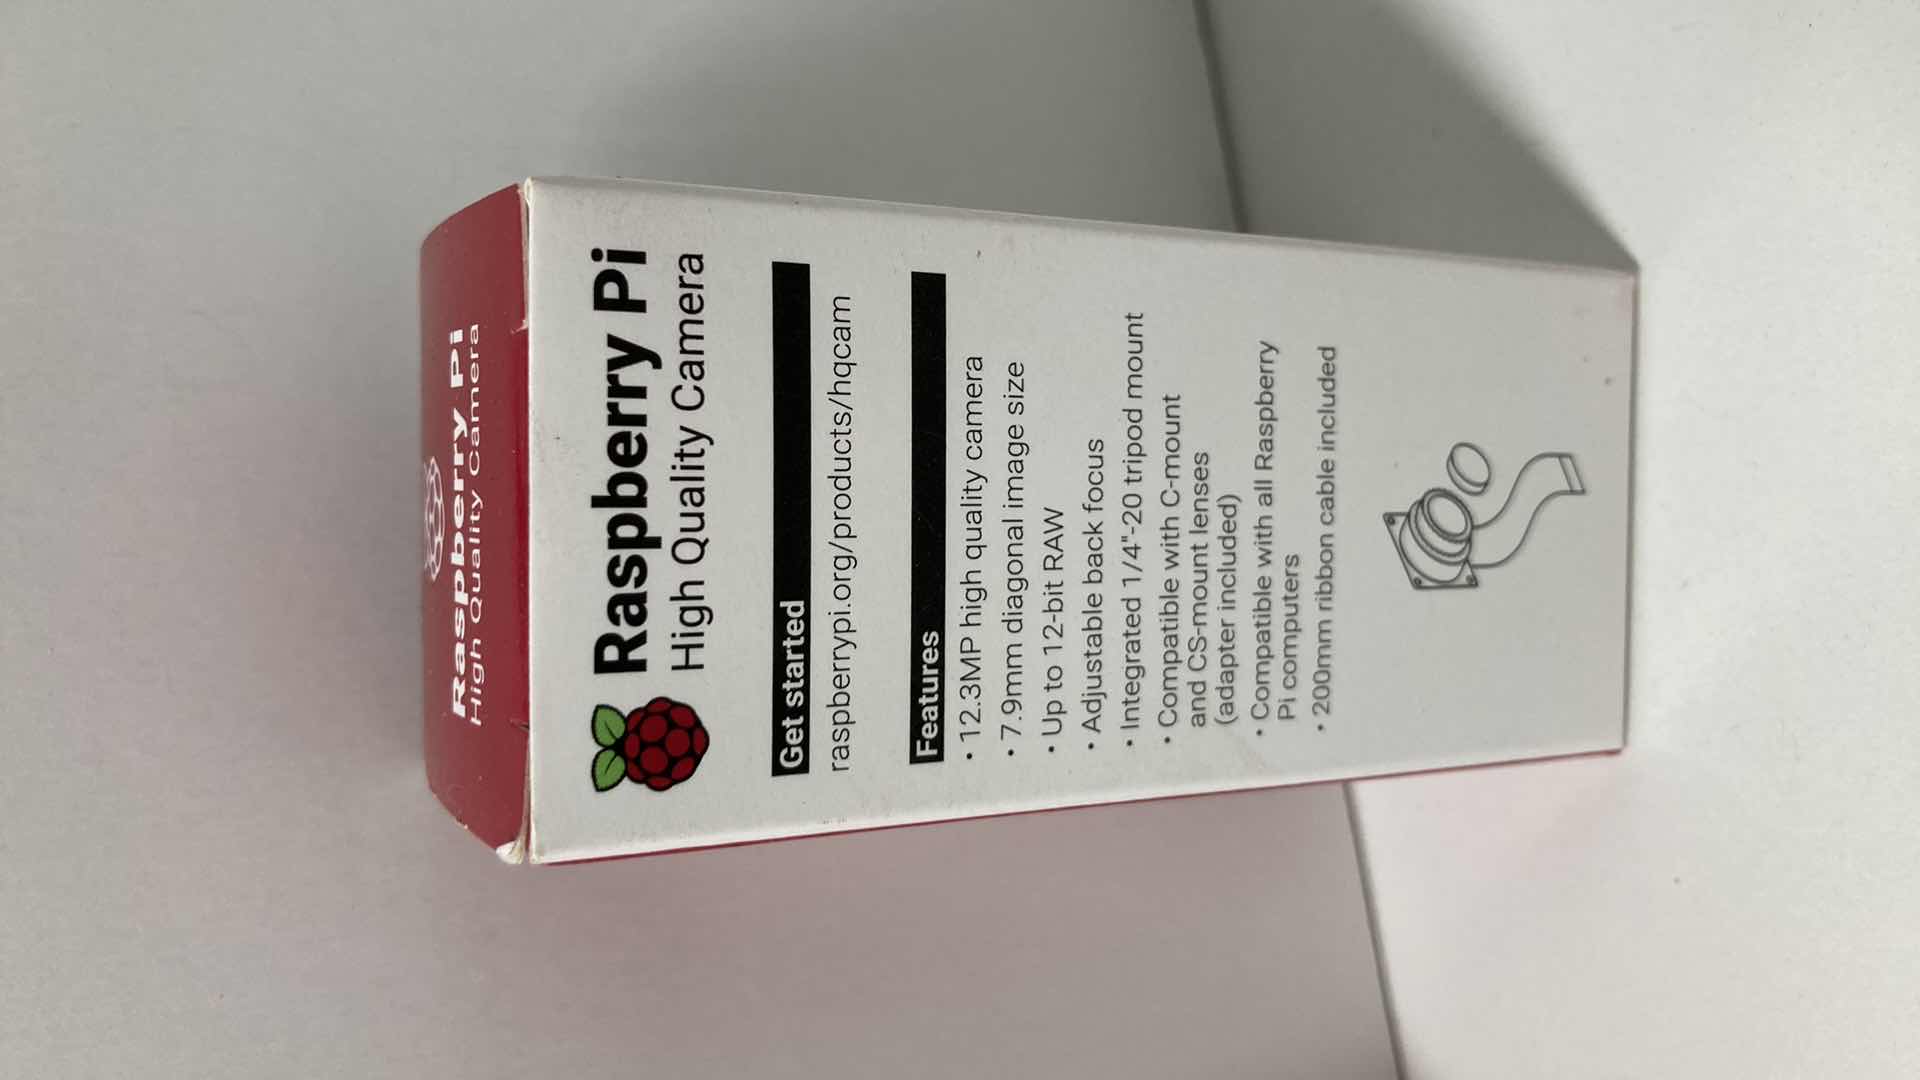 Raspberry Pi
High Quality Camera
Raspberry Pi
High Quality Camera
Get started
raspberrypi.org/products/hqcam
Features
• 12.3MP high quality camera
• 7.9mm diagonal image size
• Up to 12-bit RAW
• Adjustable back focus
• Integrated 1/4"-20 tripod mount
• Compatible with C-mount
and CS-mount lenses
(adapter included)
• Compatible with all Raspberry
Pi computers
• 200mm ribbon cable included